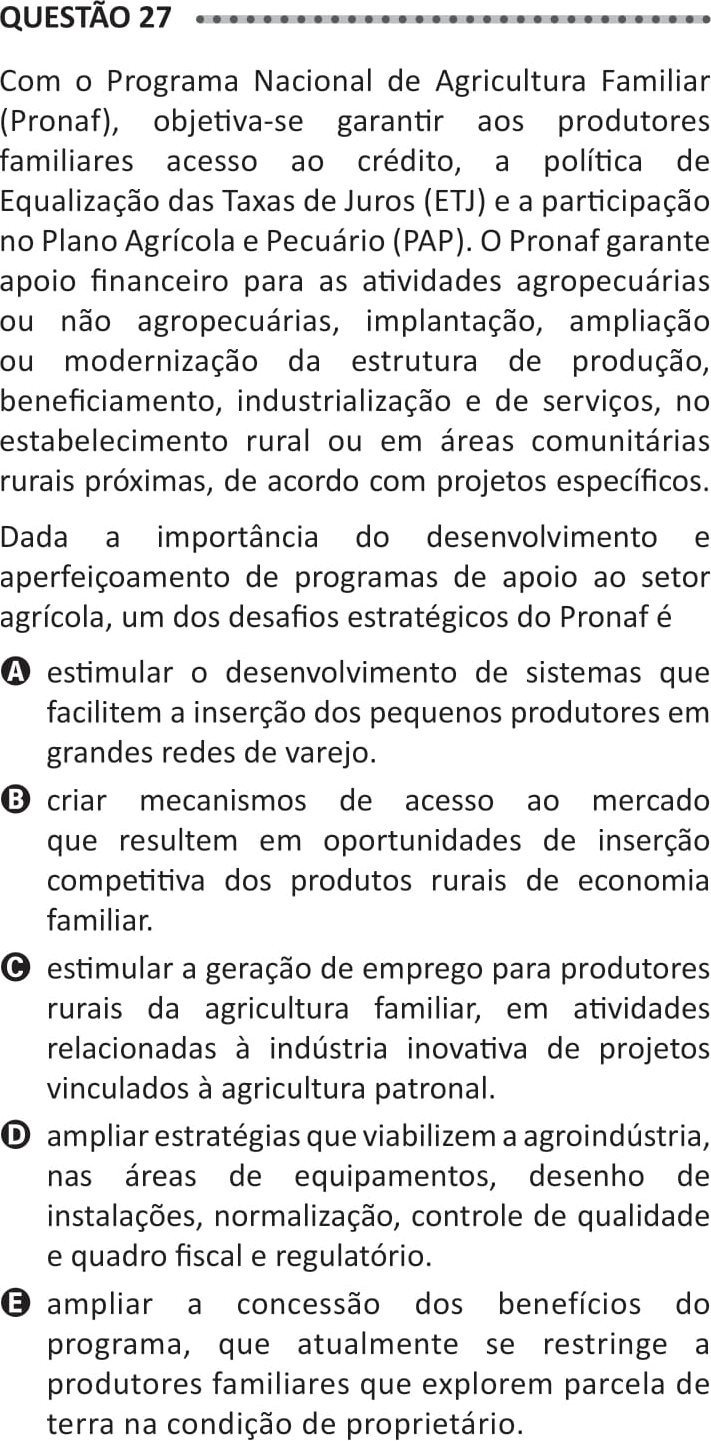 QUESTÃO 27
Com o Programa Nacional de Agricultura Familiar
(Pronaf), objetiva-se garantir aos produtores
familiares acesso ao crédito, a política de
Equalização das Taxas de Juros (ETJ) e a participação
no Plano Agrícola e Pecuário (PAP). O Pronaf garante
apoio financeiro para as atividades agropecuárias
ou não agropecuárias, implantação, ampliação
ou modernização da estrutura de produção,
beneficiamento, industrialização e de serviços, no
estabelecimento rural ou em áreas comunitárias
rurais próximas, de acordo com projetos específicos.
Dada a importância do desenvolvimento e
aperfeiçoamento de programas de apoio ao setor
agrícola, um dos desafios estratégicos do Pronaf é
A estimular o desenvolvimento de sistemas que
facilitem a inserção dos pequenos produtores em
grandes redes de varejo.
B criar mecanismos de acesso ao mercado
que resultem em oportunidades de inserção
competitiva dos produtos rurais de economia
familiar.
C estimular a geração de emprego para produtores
rurais da agricultura familiar, em atividades
relacionadas à indústria inovativa de projetos
vinculados à agricultura patronal.
D ampliar estratégias que viabilizem a agroindústria,
nas áreas de equipamentos, desenho de
instalações, normalização, controle de qualidade
e quadro fiscal e regulatório.
E ampliar a concessão dos benefícios do
programa, que atualmente se restringe a
produtores familiares que explorem parcela de
terra na condição de proprietário.